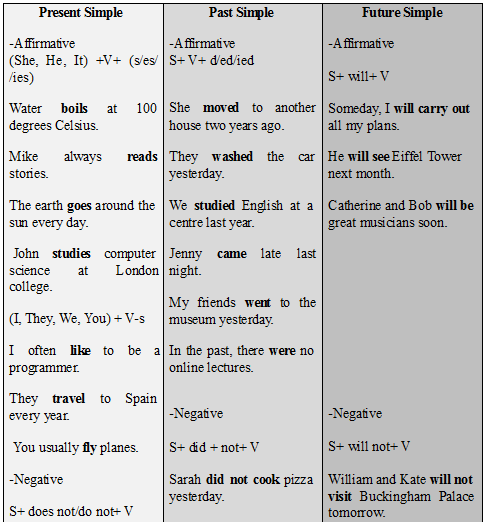 Present Simple
-Affirmative
(She, He, It) +V+ (s/es/
/ies)
Water boils at 100
degrees Celsius.
Mike always reads
stories.
The earth goes around the
sun every day.
John studies computer
science at London
college.
(I, They, We, You) + V-s
I often like to be a
programmer.
They travel to Spain
every year.
You usually fly planes.
-Negative
S+ does not/do not+ V
Past Simple
-Affirmative
S+ V+ d/ed/ied
She moved to another
house two years ago.
They washed the car
yesterday.
We studied English at a
centre last year.
Jenny came late last
night.
My friends went to the
museum yesterday.
In the past, there were no
online lectures.
-Negative
S+ did + not+ V
Sarah did not cook pizza
yesterday.
Future Simple
-Affirmative
S+ will+ V
Someday, I will carry out
all my plans.
He will see Eiffel Tower
next month.
Catherine and Bob will be
great musicians soon.
-Negative
S+ will not+ V
William and Kate will not
visit Buckingham Palace
tomorrow.